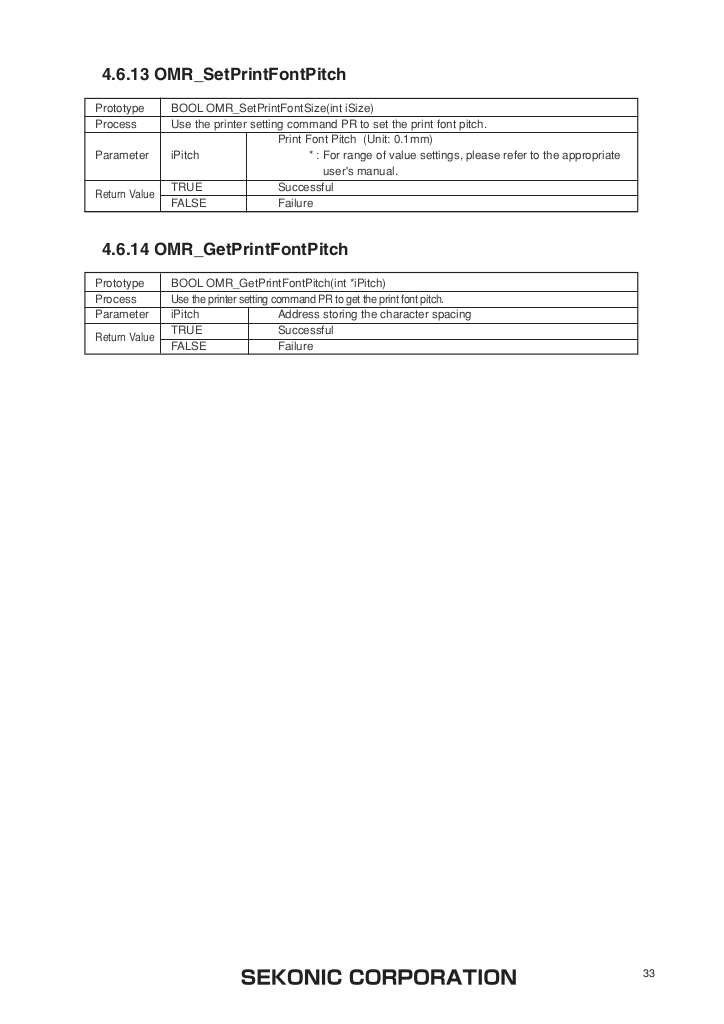 4.6.13 OMR_SetPrintFontPitch
Prototype BOOL OMR_SetPrintFontSize(int iSize)
Process Use the printer setting command PR to set the print font pitch.
Print Font Pitch (Unit: 0.1mm)
Parameter iPitch * : For range of value settings, please refer to the appropriate
user's manual.
Return Value TRUE Successful
FALSE Failure
4.6.14 OMR_GetPrintFontPitch
Prototype BOOL OMR_GetPrintFontPitch(int *iPitch)
Process Use the printer setting command PR to get the print font pitch.
Parameter iPitch Address storing the character spacing
Return Value TRUE Successful
FALSE Failure
SEKONIC CORPORATION 33